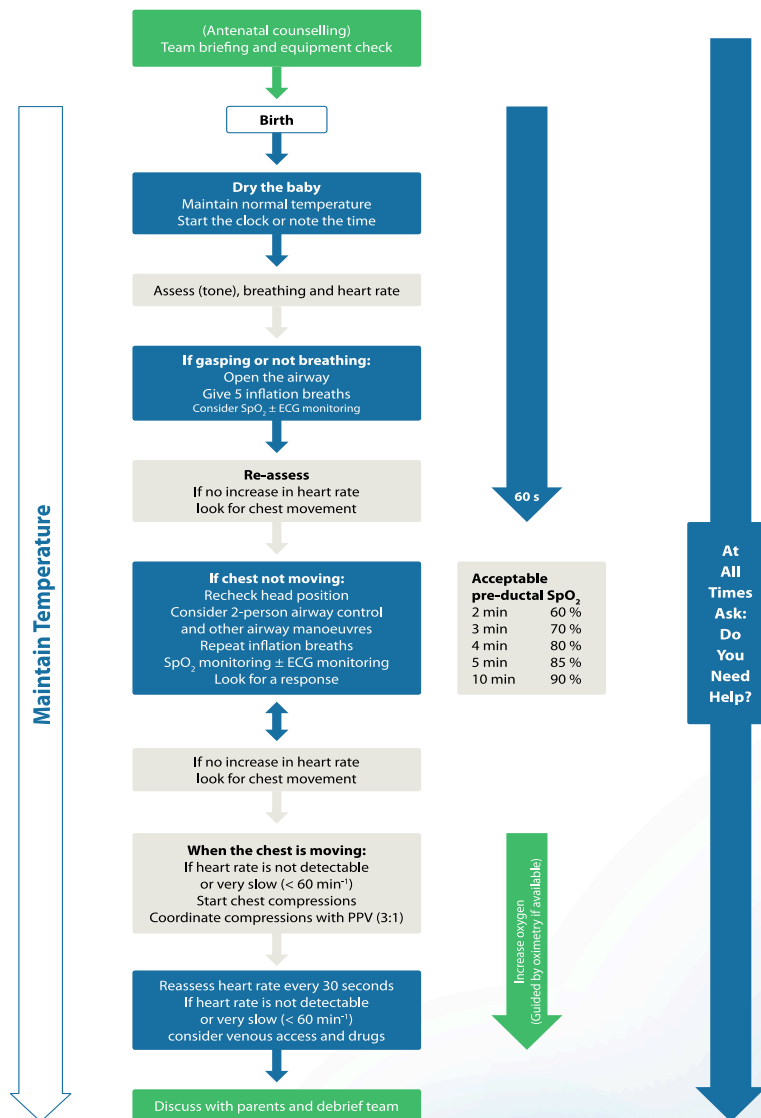 (Antenatal counselling)
Team briefing and equipment check
Birth
Dry the baby
Maintain normal temperature
Start the clock or note the time
Assess (tone), breathing and heart rate
If gasping or not breathing:
Open the airway
Give 5 inflation breaths
Consider SpO₂ ± ECG monitoring
Re-assess
If no increase in heart rate
look for chest movement
If chest not moving:
Recheck head position
Consider 2-person airway control
and other airway manoeuvres
Repeat inflation breaths
SpO₂ monitoring ± ECG monitoring
Look for a response
If no increase in heart rate
look for chest movement
When the chest is moving:
If heart rate is not detectable
or very slow (< 60 min⁻¹)
Start chest compressions
Coordinate compressions with PPV (3:1)
Reassess heart rate every 30 seconds
If heart rate is not detectable
or very slow (< 60 min⁻¹)
consider venous access and drugs
Discuss with parents and debrief team
Maintain Temperature
60 s
Acceptable
pre-ductal SpO₂
2 min 60 %
3 min 70 %
4 min 80 %
5 min 85 %
10 min 90 %
Increase oxygen
(Guided by oximetry if available)
At
All
Times
Ask:
Do
You
Need
Help?